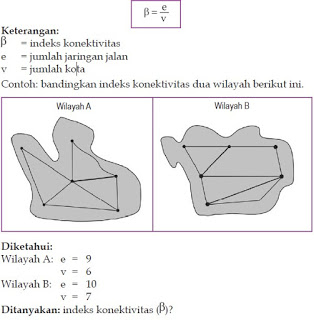 β = e
v
Keterangan:
β = indeks konektivitas
e = jumlah jaringan jalan
v = jumlah kota
Contoh: bandingkan indeks konektivitas dua wilayah berikut ini.
Wilayah A Wilayah B
Diketahui:
Wilayah A: e = 9
v = 6
Wilayah B: e = 10
v = 7
Ditanyakan: indeks konektivitas (β)?